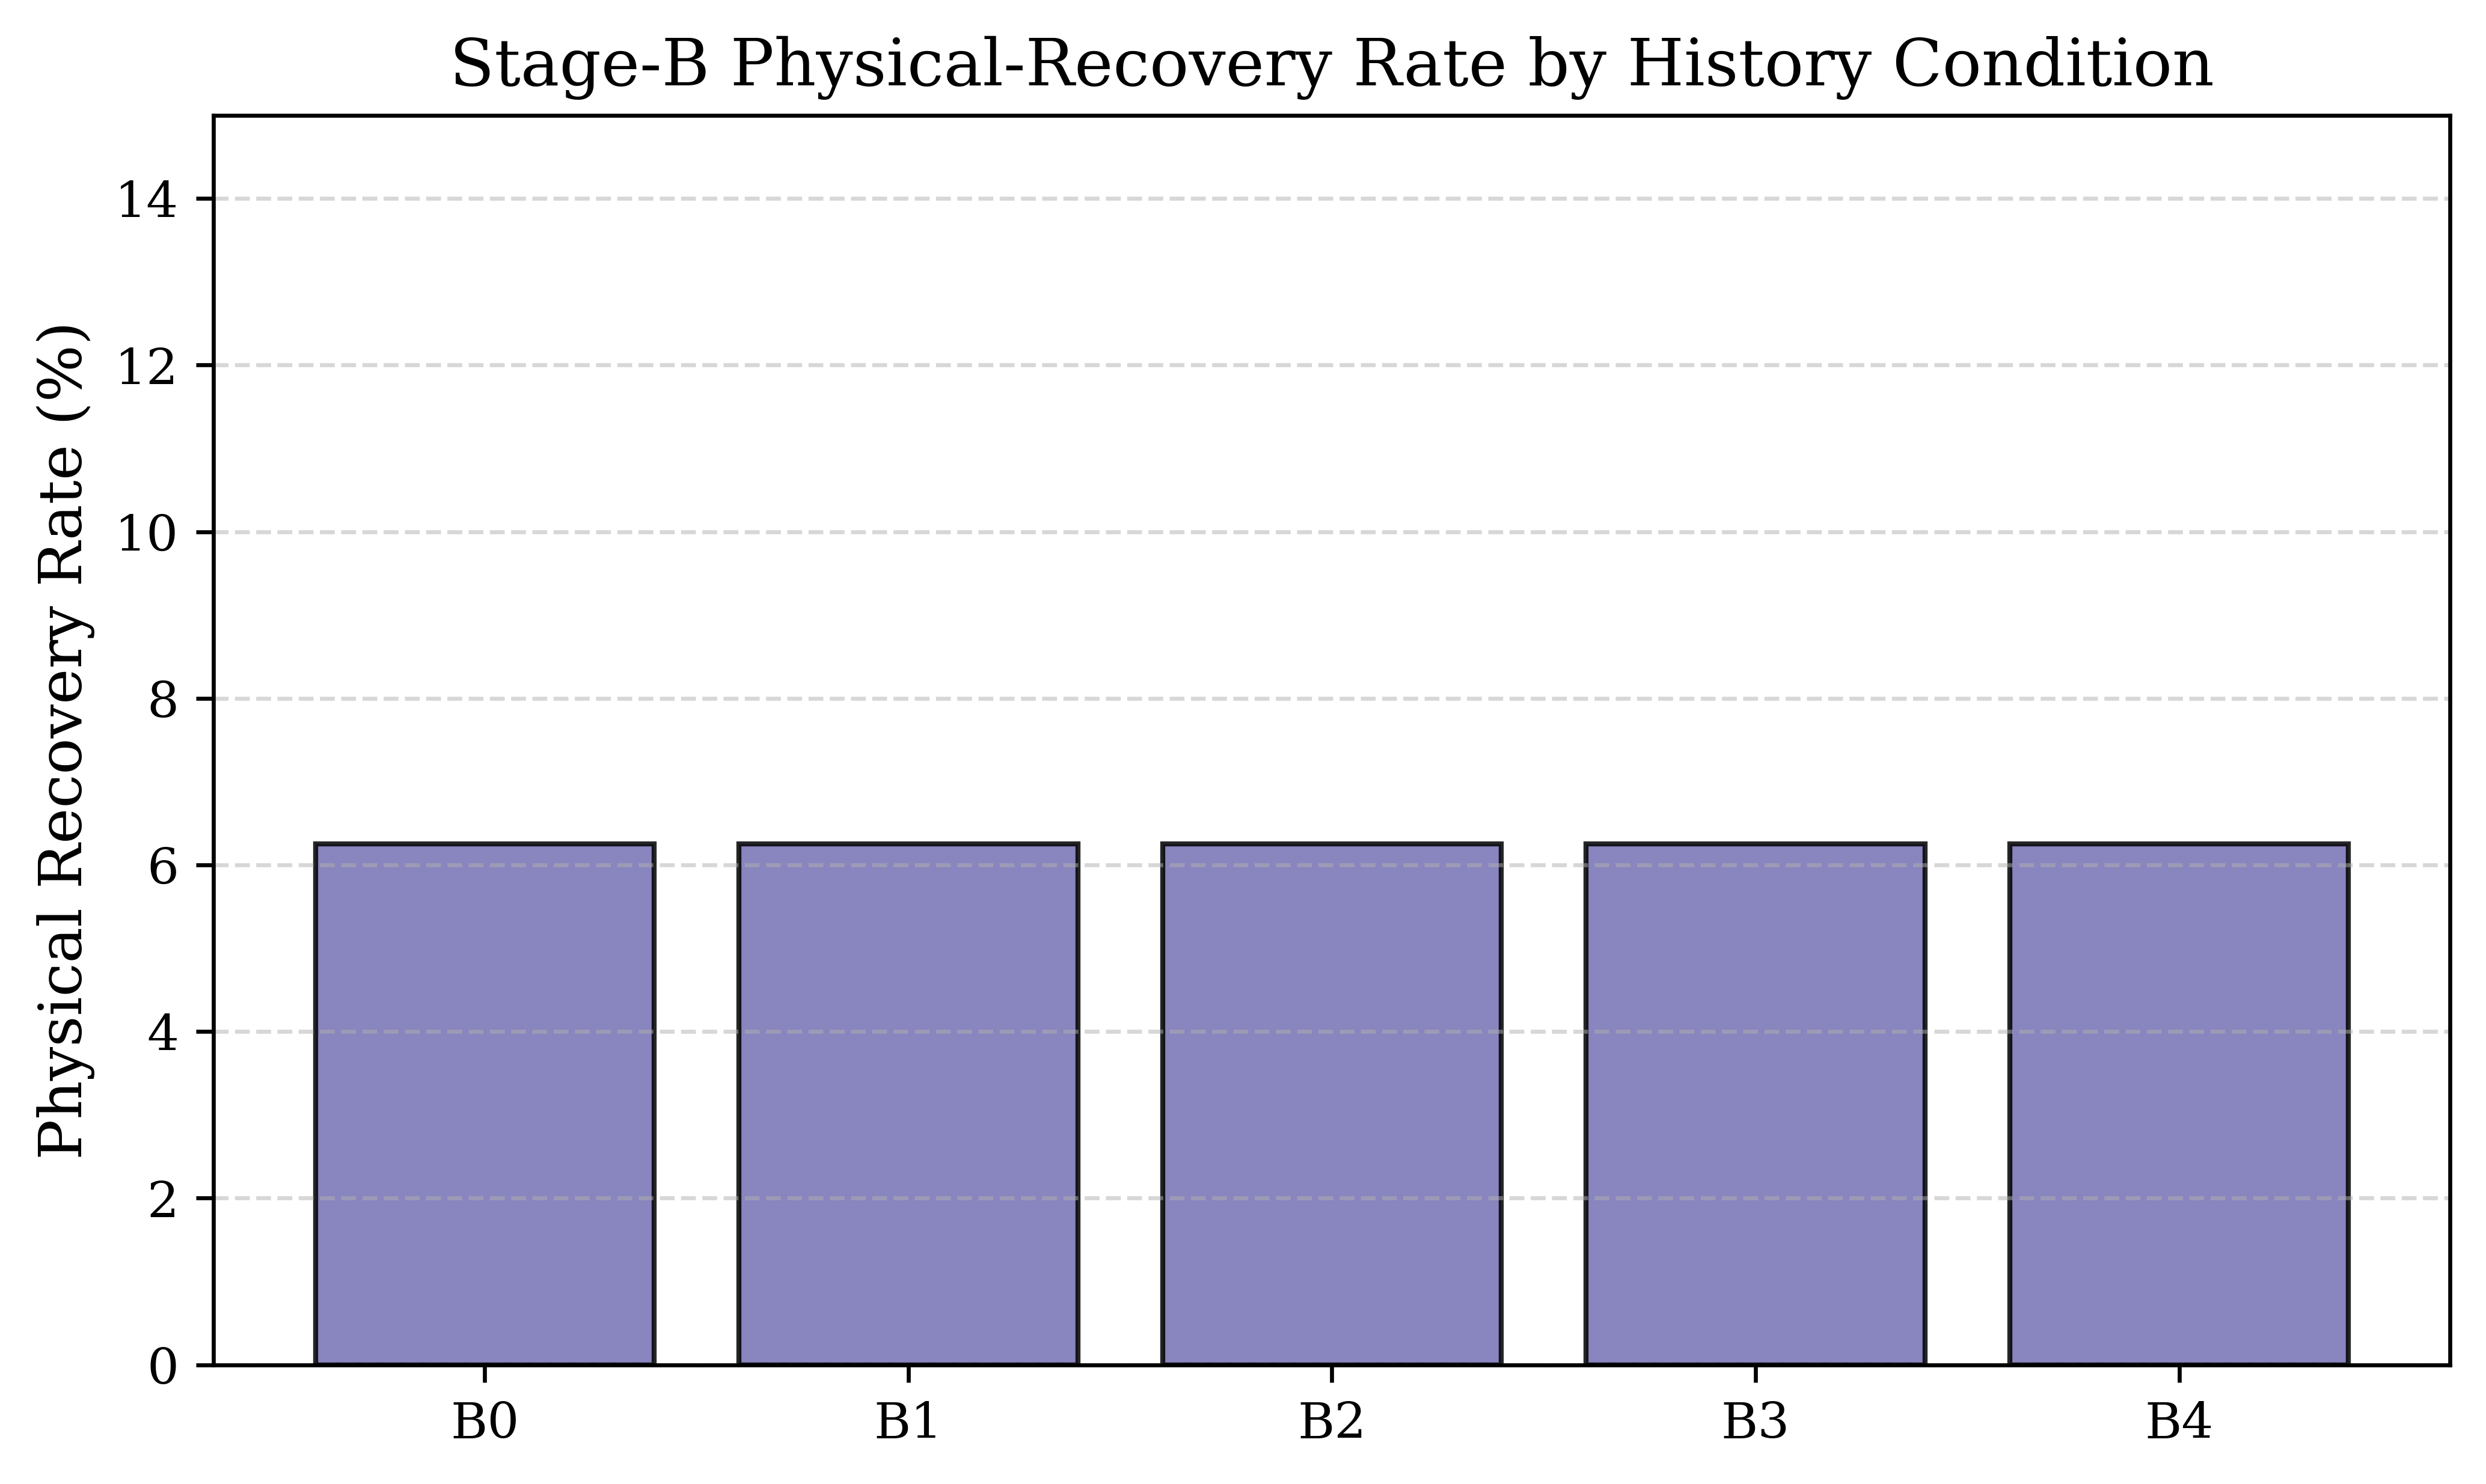 Stage-B Physical-Recovery Rate by History Condition
Physical Recovery Rate (%)
14
12
10
8
6
4
2
0
B0 B1 B2 B3 B4